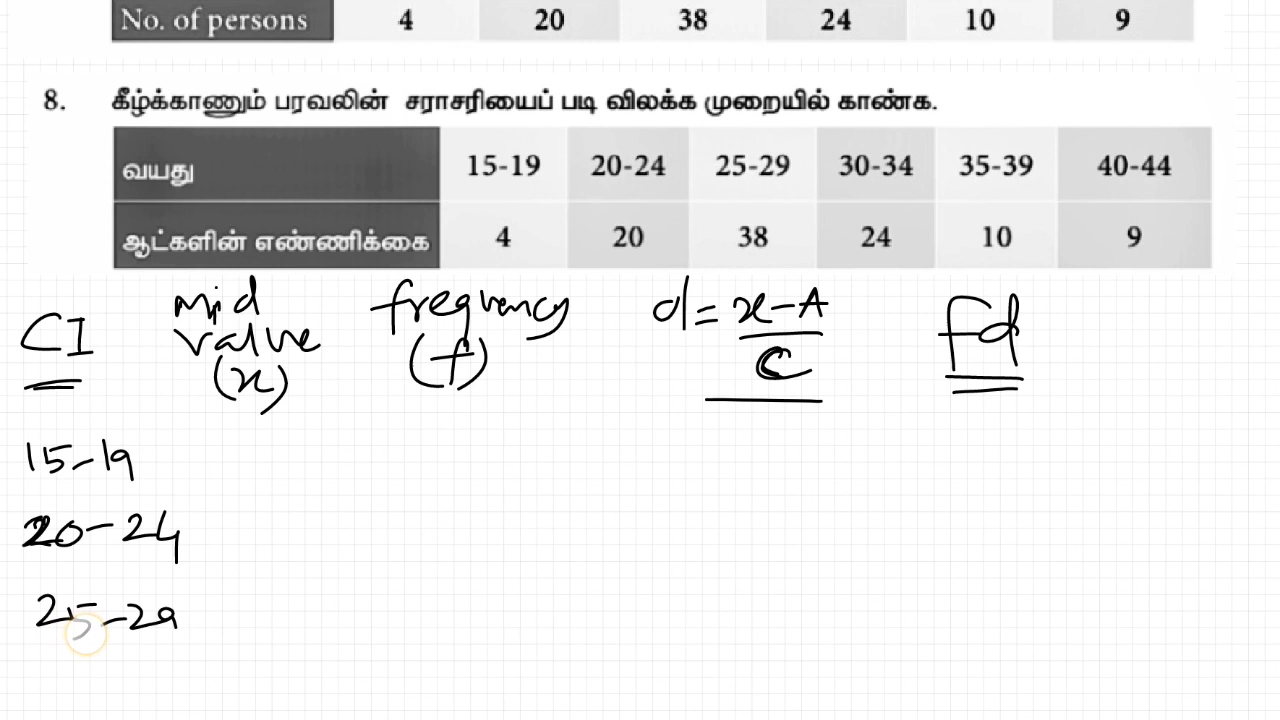 No. of persons 4 20 38 24 10 9
8. கீழ்க்காணும் பரவலின் சராசரியைப் படி விலக்க முறையில் காண்க.
வயது 15-19 20-24 25-29 30-34 35-39 40-44
ஆட்களின் எண்ணிக்கை 4 20 38 24 10 9
CI mid value (x) frequency (f) d = x-A / C Fd
15-19
20-24
25-29